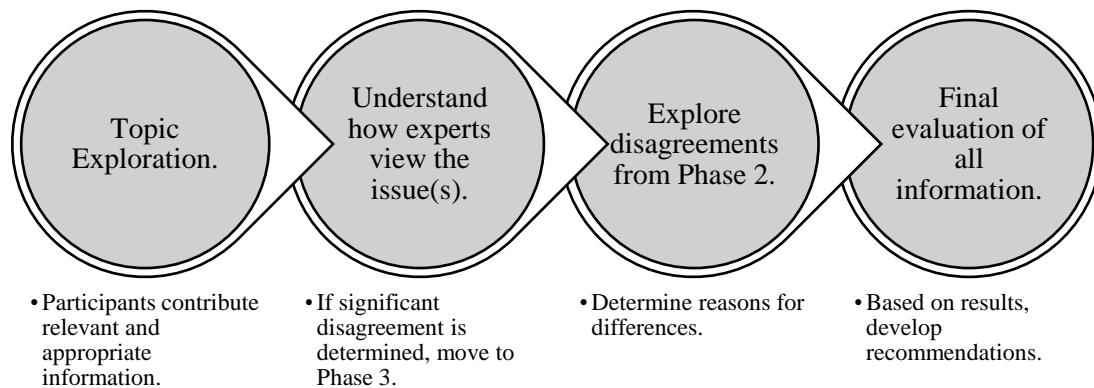 Topic
Exploration.
Understand
how experts
view the
issue(s).
Explore
disagreements
from Phase 2.
Final
evaluation of
all
information.
• Participants contribute
relevant and
appropriate
information.
• If significant
disagreement is
determined, move to
Phase 3.
• Determine reasons for
differences.
• Based on results,
develop
recommendations.